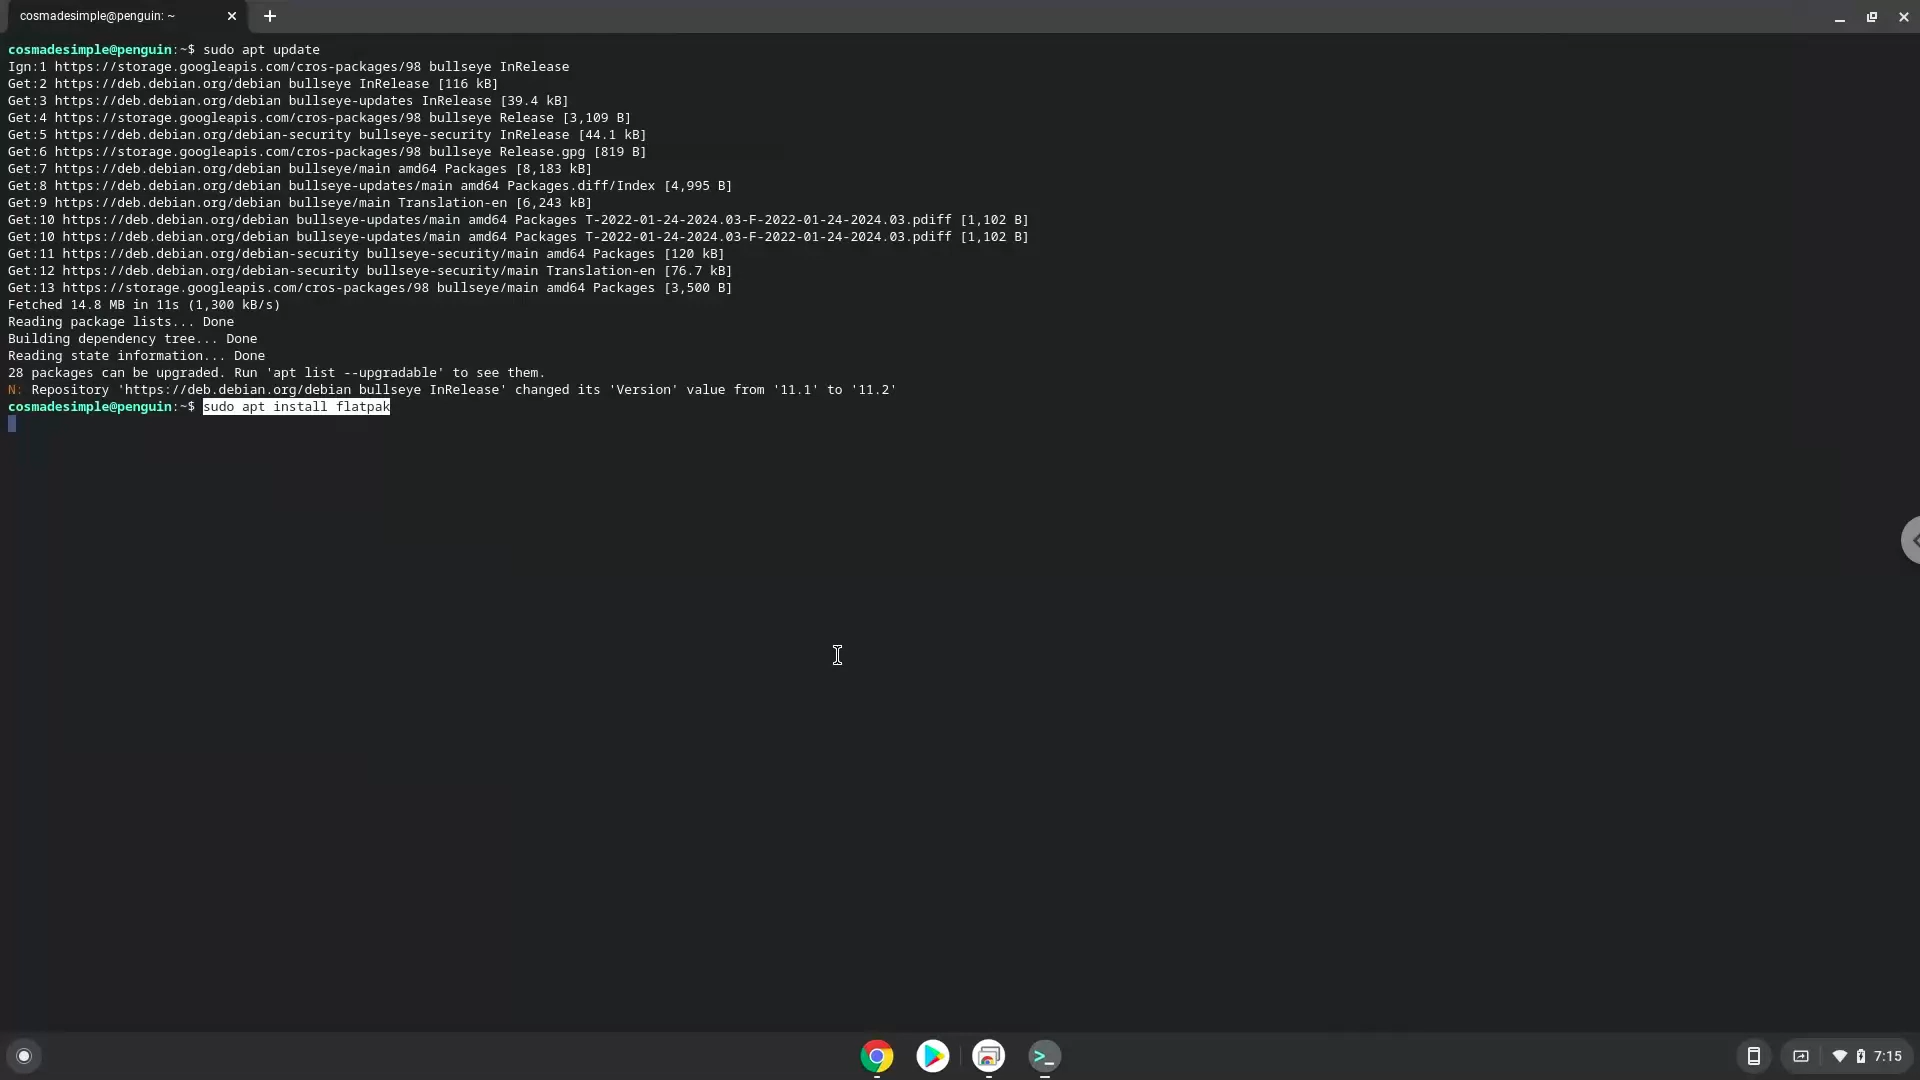 cosmadesimple@penguin: ~
cosmadesimple@penguin:~$ sudo apt update
Ign:1 https://storage.googleapis.com/cros-packages/98 bullseye InRelease
Get:2 https://deb.debian.org/debian bullseye InRelease [116 kB]
Get:3 https://deb.debian.org/debian bullseye-updates InRelease [39.4 kB]
Get:4 https://storage.googleapis.com/cros-packages/98 bullseye Release [3,109 B]
Get:5 https://deb.debian.org/debian-security bullseye-security InRelease [44.1 kB]
Get:6 https://storage.googleapis.com/cros-packages/98 bullseye Release.gpg [819 B]
Get:7 https://deb.debian.org/debian bullseye/main amd64 Packages [8,183 kB]
Get:8 https://deb.debian.org/debian bullseye-updates/main amd64 Packages.diff/Index [4,995 B]
Get:9 https://deb.debian.org/debian bullseye/main Translation-en [6,243 kB]
Get:10 https://deb.debian.org/debian bullseye-updates/main amd64 Packages T-2022-01-24-2024.03-F-2022-01-24-2024.03.pdiff [1,102 B]
Get:10 https://deb.debian.org/debian bullseye-updates/main amd64 Packages T-2022-01-24-2024.03-F-2022-01-24-2024.03.pdiff [1,102 B]
Get:11 https://deb.debian.org/debian-security bullseye-security/main amd64 Packages [120 kB]
Get:12 https://deb.debian.org/debian-security bullseye-security/main Translation-en [76.7 kB]
Get:13 https://storage.googleapis.com/cros-packages/98 bullseye/main amd64 Packages [3,500 B]
Fetched 14.8 MB in 11s (1,300 kB/s)
Reading package lists... Done
Building dependency tree... Done
Reading state information... Done
28 packages can be upgraded. Run 'apt list --upgradable' to see them.
N: Repository 'https://deb.debian.org/debian bullseye InRelease' changed its 'Version' value from '11.1' to '11.2'
cosmadesimple@penguin:~$ sudo apt install flatpak
7:15